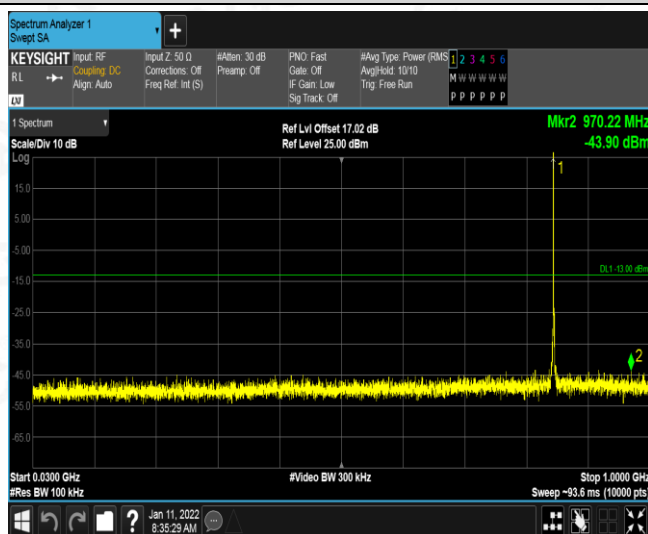 Spectrum Analyzer 1
Swept SA
+
KEYSIGHT
RL
LXI
Input: RF
Coupling: DC
Align: Auto
Input Z: 50 Ω
Corrections: Off
Freq Ref: Int (S)
#Atten: 30 dB
Preamp: Off
PNO: Fast
Gate: Off
IF Gain: Low
Sig Track: Off
#Avg Type: Power (RMS
Avg|Hold: 10/10
Trig: Free Run
1 2 3 4 5 6
M W W W W W
P P P P P P
1 Spectrum
Scale/Div 10 dB
Log
Ref Lvl Offset 17.02 dB
Ref Level 25.00 dBm
Mkr2 970.22 MHz
-43.90 dBm
1
15.0
5.00
-5.00
DL1 -13.00 dBm
-15.0
-25.0
-35.0
2
-45.0
-55.0
-65.0
Start 0.0300 GHz
#Res BW 100 kHz
#Video BW 300 kHz
Stop 1.0000 GHz
Sweep ~93.6 ms (10000 pts)
?
Jan 11, 2022
8:35:29 AM